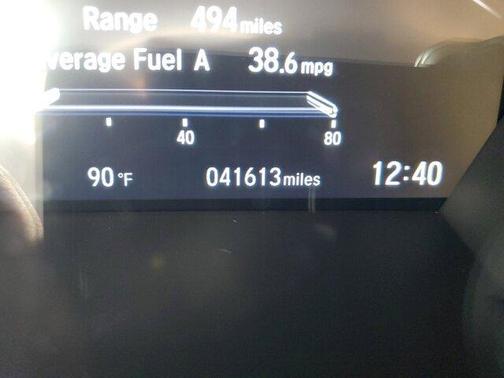 Range 494 miles
verage Fuel A 38.6 mpg
40 80
90 °F 041613 miles 12:40